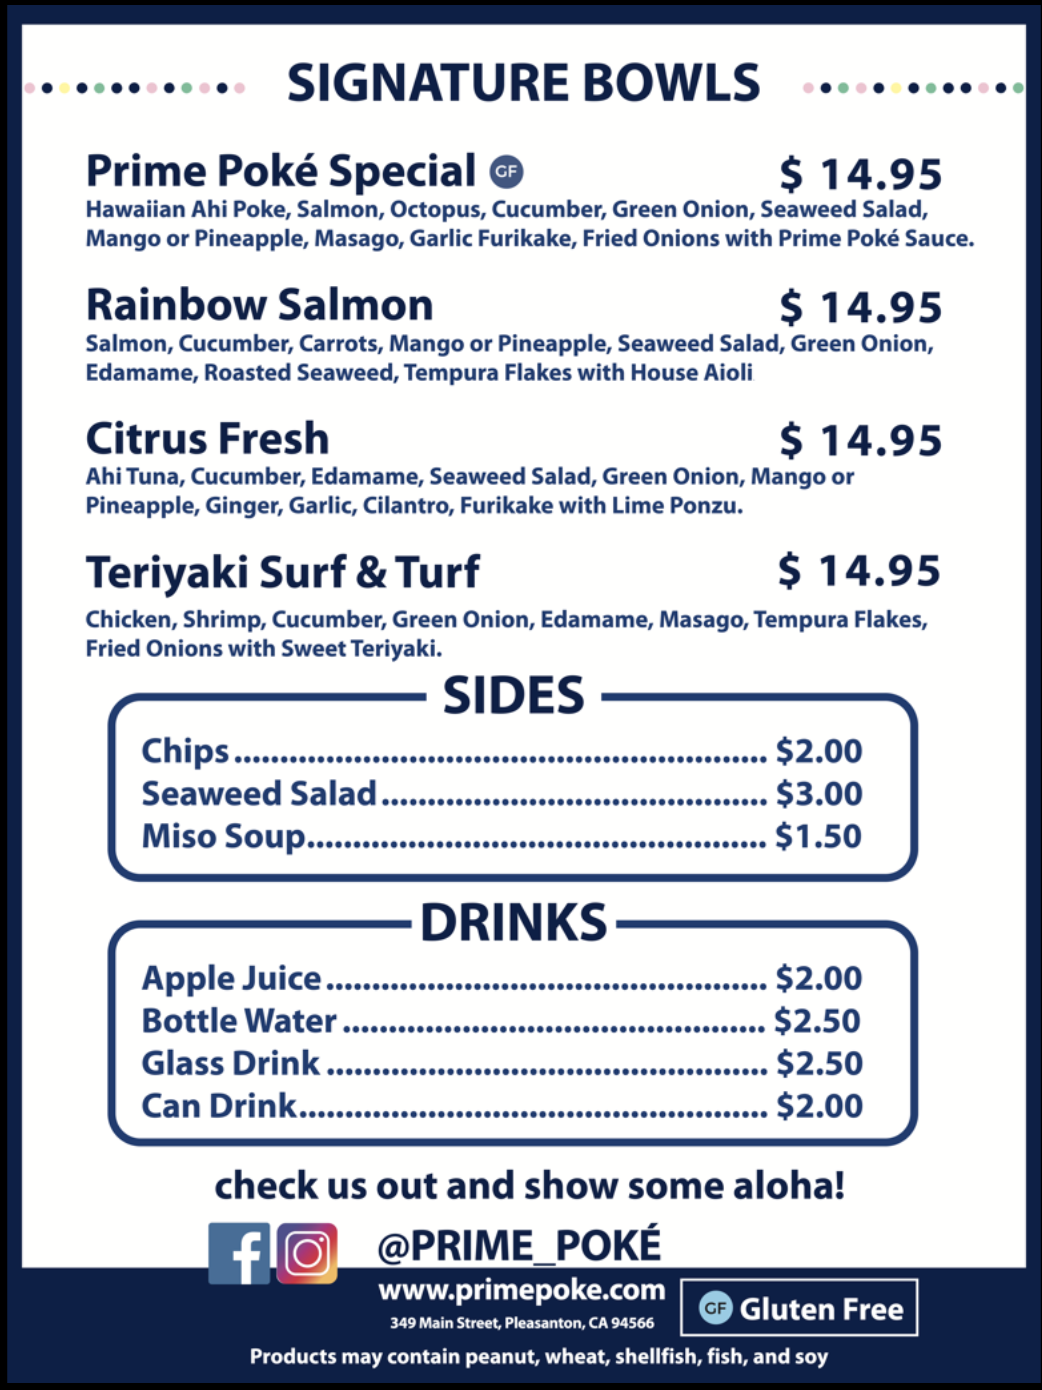 SIGNATURE BOWLS
Prime Poké Special GF $ 14.95
Hawaiian Ahi Poke, Salmon, Octopus, Cucumber, Green Onion, Seaweed Salad,
Mango or Pineapple, Masago, Garlic Furikake, Fried Onions with Prime Poké Sauce.
Rainbow Salmon $ 14.95
Salmon, Cucumber, Carrots, Mango or Pineapple, Seaweed Salad, Green Onion,
Edamame, Roasted Seaweed, Tempura Flakes with House Aioli
Citrus Fresh $ 14.95
Ahi Tuna, Cucumber, Edamame, Seaweed Salad, Green Onion, Mango or
Pineapple, Ginger, Garlic, Cilantro, Furikake with Lime Ponzu.
Teriyaki Surf & Turf $ 14.95
Chicken, Shrimp, Cucumber, Green Onion, Edamame, Masago, Tempura Flakes,
Fried Onions with Sweet Teriyaki.
SIDES
Chips.......................................................... $2.00
Seaweed Salad.......................................... $3.00
Miso Soup.................................................. $1.50
DRINKS
Apple Juice................................................ $2.00
Bottle Water.............................................. $2.50
Glass Drink................................................ $2.50
Can Drink................................................... $2.00
check us out and show some aloha!
@PRIME_POKÉ
www.primepoke.com
349 Main Street, Pleasanton, CA 94566
GF Gluten Free
Products may contain peanut, wheat, shellfish, fish, and soy